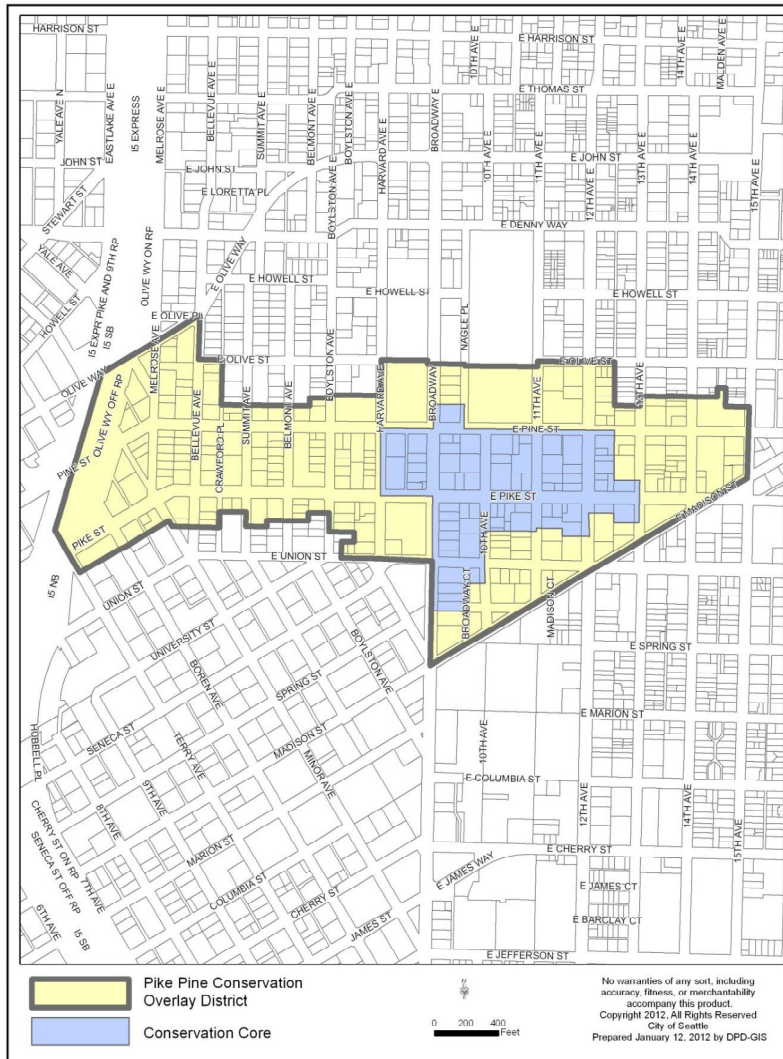 HARRISON ST
E HARRISON ST
10TH AVE E
14TH AVE E
MALDEN AVE E
YALE AVE N
EASTLAKE AVE E
I5 EXPRESS
MELROSE AVE E
BELLEVUE AVE E
SUMMIT AVE E
BELMONT AVE E
BOYLSTON AVE E
HARVARD AVE E
BROADWAY E
E THOMAS ST
JOHN ST
E JOHN ST
E JOHN ST
10TH AVE E
11TH AVE E
12TH AVE E
13TH AVE E
14TH AVE E
15TH AVE E
E LORETTA PL
STEWART ST
BOYLSTON AVE E
E DENNY WAY
YALE AVE
HOWELL ST
I5 EXPR PIKE AND 9TH RP
I5 SB
OLIVE WY ON RP
E OLIVE WAY
E HOWELL ST
E HOWELL ST
E HOWELL ST
NAGLE PL
E OLIVE PL
MELROSE AVE
E OLIVE ST
E OLIVE ST
OLIVE WAY
OLIVE WY OFF RP
BELLEVUE AVE
CRAWFORD PL
SUMMIT AVE
BELMONT AVE
BOYLSTON AVE
BROADWAY
11TH AVE
PINE ST
E PINE ST
E PIKE ST
PIKE ST
E MADISON ST
10TH AVE
E UNION ST
I5 NB
UNION ST
BROADWAY CT
MADISON CT
UNIVERSITY ST
BOYLSTON AVE
E SPRING ST
BOREN AVE
SPRING ST
SENECA ST
HUBBELL PL
TERRY AVE
MADISON ST
MINOR AVE
E MARION ST
10TH AVE
9TH AVE
8TH AVE
E COLUMBIA ST
12TH AVE
14TH AVE
15TH AVE
CHERRY ST ON RP
SENECA ST OFF RP
7TH AVE
MARION ST
E CHERRY ST
COLUMBIA ST
E JAMES WAY
E JAMES CT
CHERRY ST
6TH AVE
I5 SB
E BARCLAY CT
JAMES ST
E JEFFERSON ST
Pike Pine Conservation
Overlay District
Conservation Core
0 200 400
Feet
No warranties of any sort, including
accuracy, fitness, or merchantability
accompany this product.
Copyright 2012, All Rights Reserved
City of Seattle
Prepared January 12, 2012 by DPD-GIS